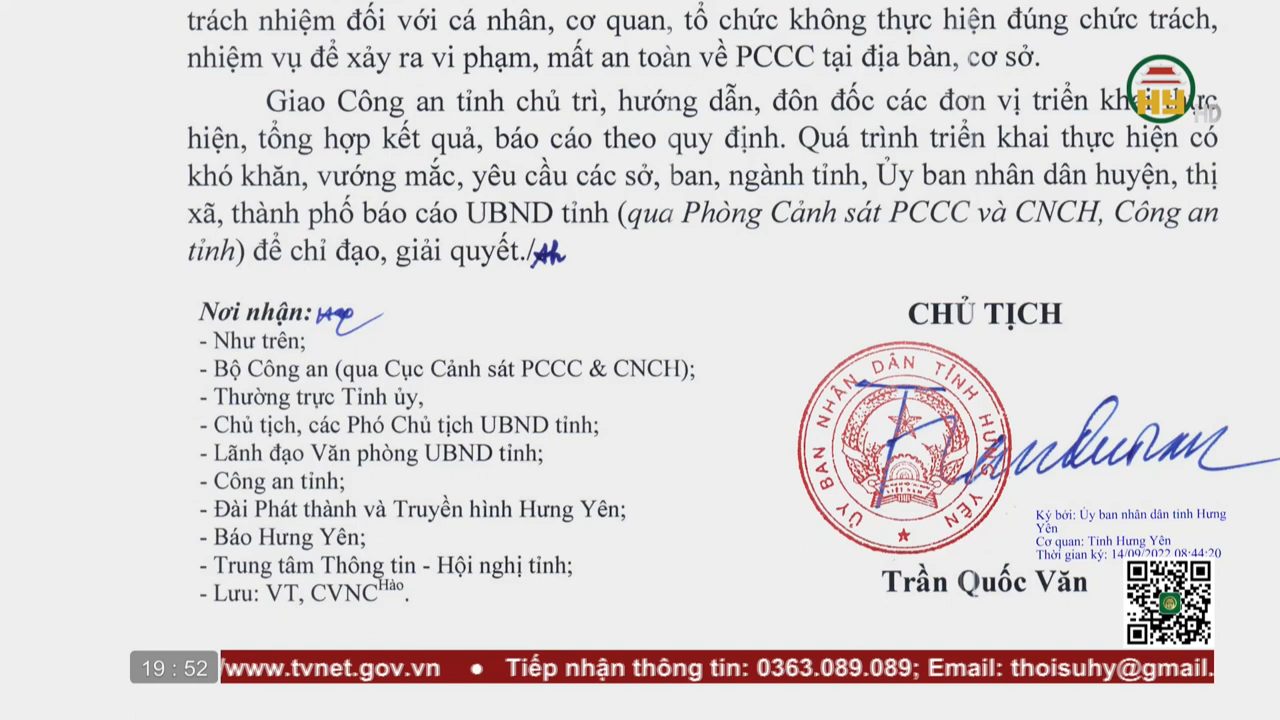 trách nhiệm đối với cá nhân, cơ quan, tổ chức không thực hiện đúng chức trách,
nhiệm vụ để xảy ra vi phạm, mất an toàn về PCCC tại địa bàn, cơ sở.
Giao Công an tỉnh chủ trì, hướng dẫn, đôn đốc các đơn vị triển khai thực
hiện, tổng hợp kết quả, báo cáo theo quy định. Quá trình triển khai thực hiện có
khó khăn, vướng mắc, yêu cầu các sở, ban, ngành tỉnh, Ủy ban nhân dân huyện, thị
xã, thành phố báo cáo UBND tỉnh (qua Phòng Cảnh sát PCCC và CNCH, Công an
tỉnh) để chỉ đạo, giải quyết./
HY HD
Nơi nhận:
- Như trên;
- Bộ Công an (qua Cục Cảnh sát PCCC & CNCH);
- Thường trực Tỉnh ủy,
- Chủ tịch, các Phó Chủ tịch UBND tỉnh;
- Lãnh đạo Văn phòng UBND tỉnh;
- Công an tỉnh;
- Đài Phát thành và Truyền hình Hưng Yên;
- Báo Hưng Yên;
- Trung tâm Thông tin - Hội nghị tỉnh;
- Lưu: VT, CVNC Hào.
CHỦ TỊCH
ỦY BAN NHÂN DÂN TỈNH HƯNG YÊN
VIỆT NAM
Ký bởi: Ủy ban nhân dân tỉnh Hưng
Yên
Cơ quan: Tỉnh Hưng Yên
Thời gian ký: 14/09/2022 08:44:20
Trần Quốc Văn
19 : 52 /www.tvnet.gov.vn • Tiếp nhận thông tin: 0363.089.089; Email: thoisuhy@gmail.